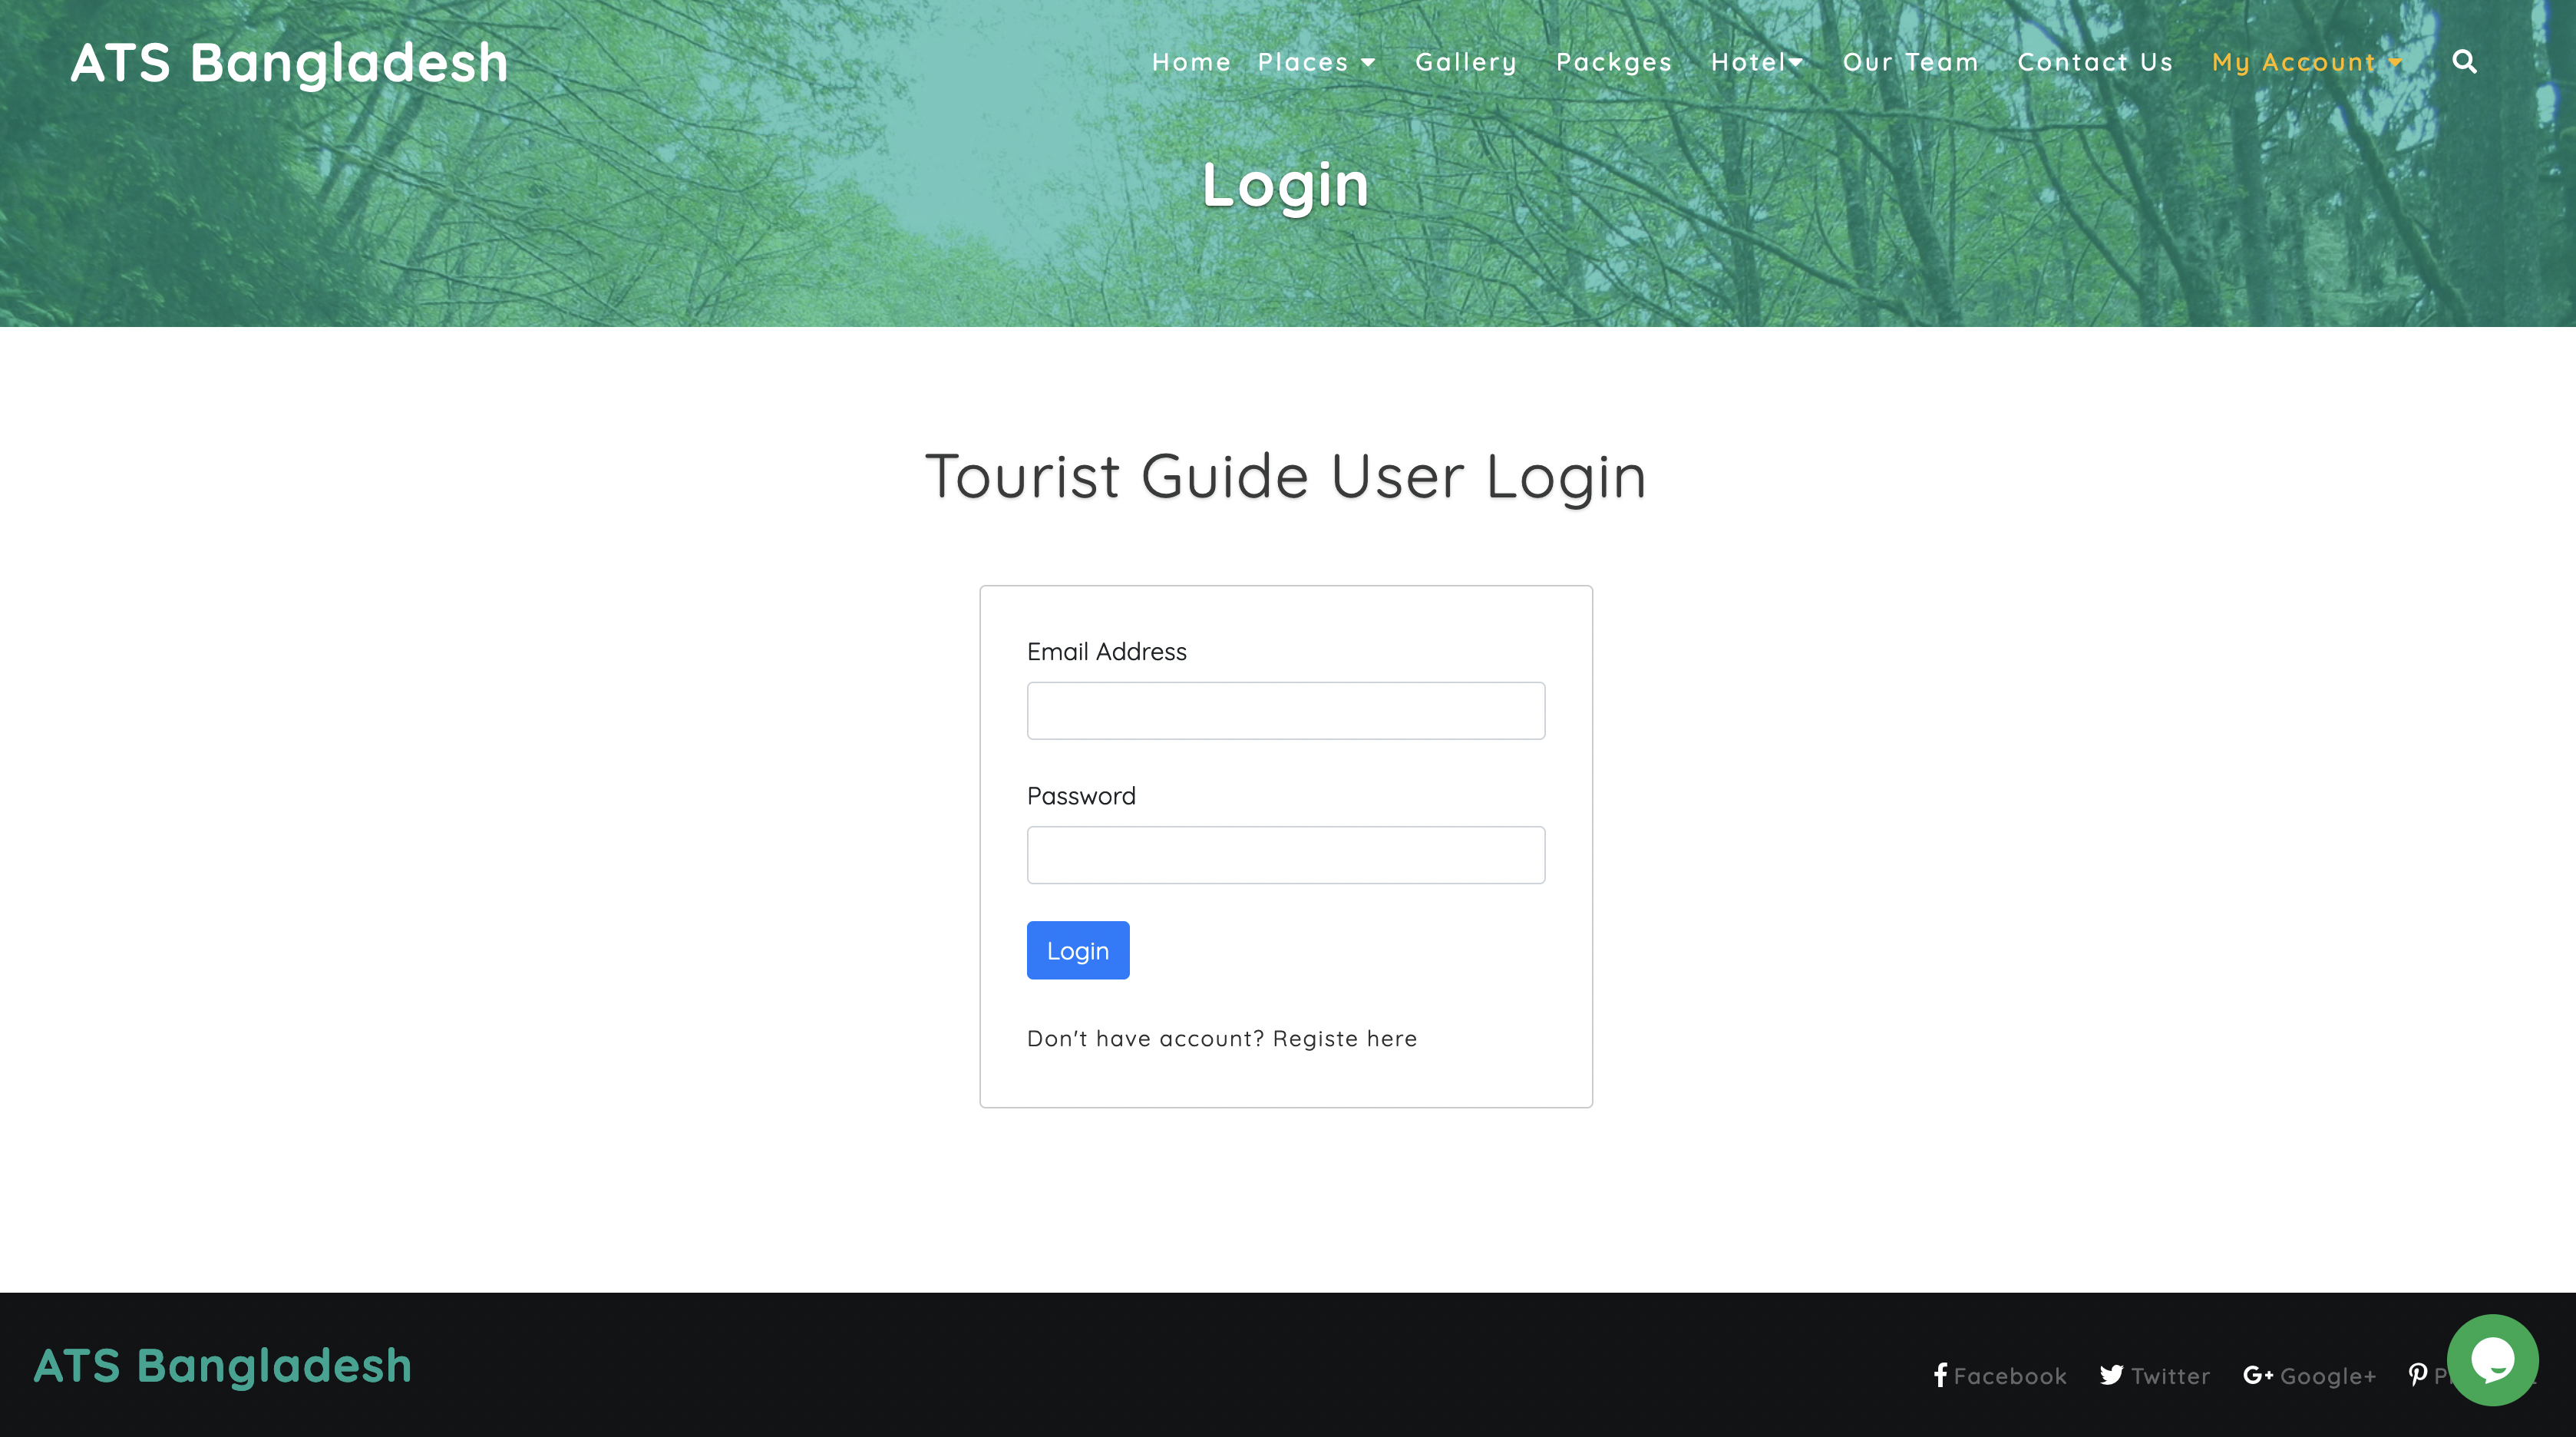 ATS Bangladesh
Home Places Gallery Packges Hotel Our Team Contact Us My Account
Login
Tourist Guide User Login
Email Address
Password
Login
Don't have account? Registe here
ATS Bangladesh
Facebook Twitter Google+